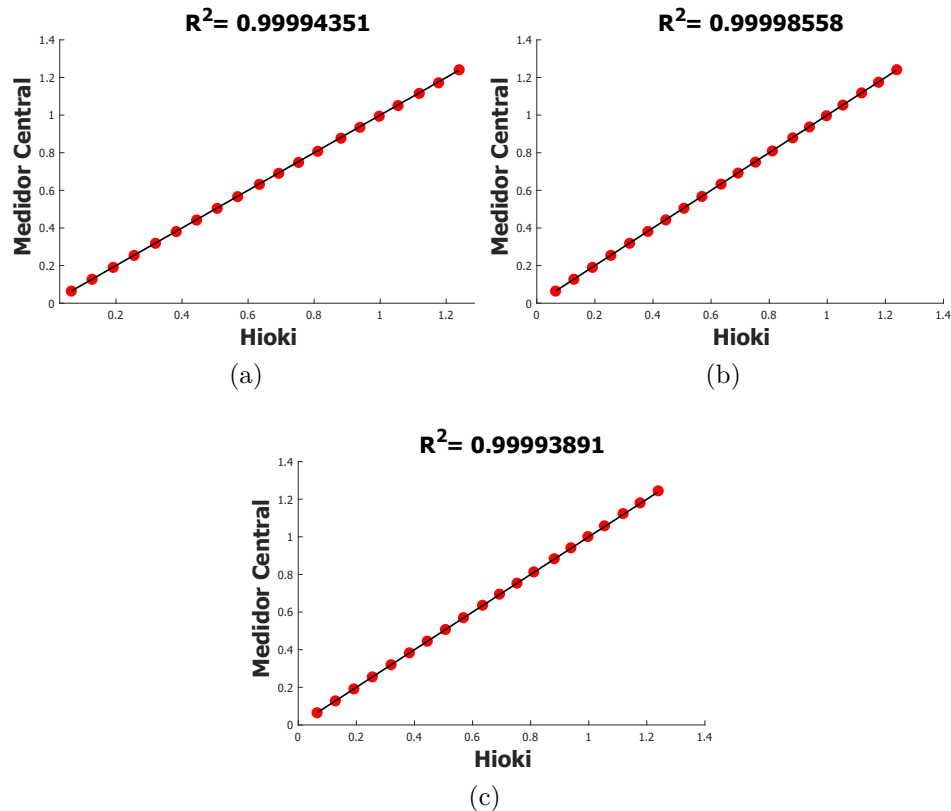 R2= 0.99994351
1.4
1.2
1
0.8
0.6
0.4
0.2
0
Medidor Central
0.2 0.4 0.6 0.8 1 1.2
Hioki
(a)
R2= 0.99998558
1.4
1.2
1
0.8
0.6
0.4
0.2
0
Medidor Central
0 0.2 0.4 0.6 0.8 1 1.2 1.4
Hioki
(b)
R2= 0.99993891
1.4
1.2
1
0.8
0.6
0.4
0.2
0
Medidor Central
0 0.2 0.4 0.6 0.8 1 1.2 1.4
Hioki
(c)